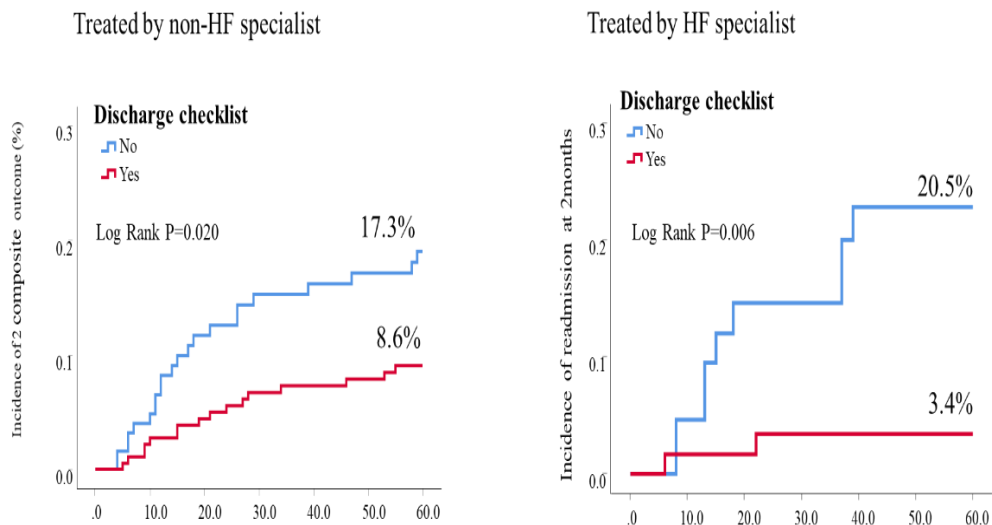 Treated by non-HF specialist
Incidence of 2 composite outcome (%)
Discharge checklist
No
Yes
Log Rank P=0.020
17.3%
8.6%
0.3
0.2
0.1
0.0
.0 10.0 20.0 30.0 40.0 50.0 60.0
Treated by HF specialist
Incidence of readmission at 2months
Discharge checklist
No
Yes
Log Rank P=0.006
20.5%
3.4%
0.3
0.2
0.1
0.0
.0 10.0 20.0 30.0 40.0 50.0 60.0